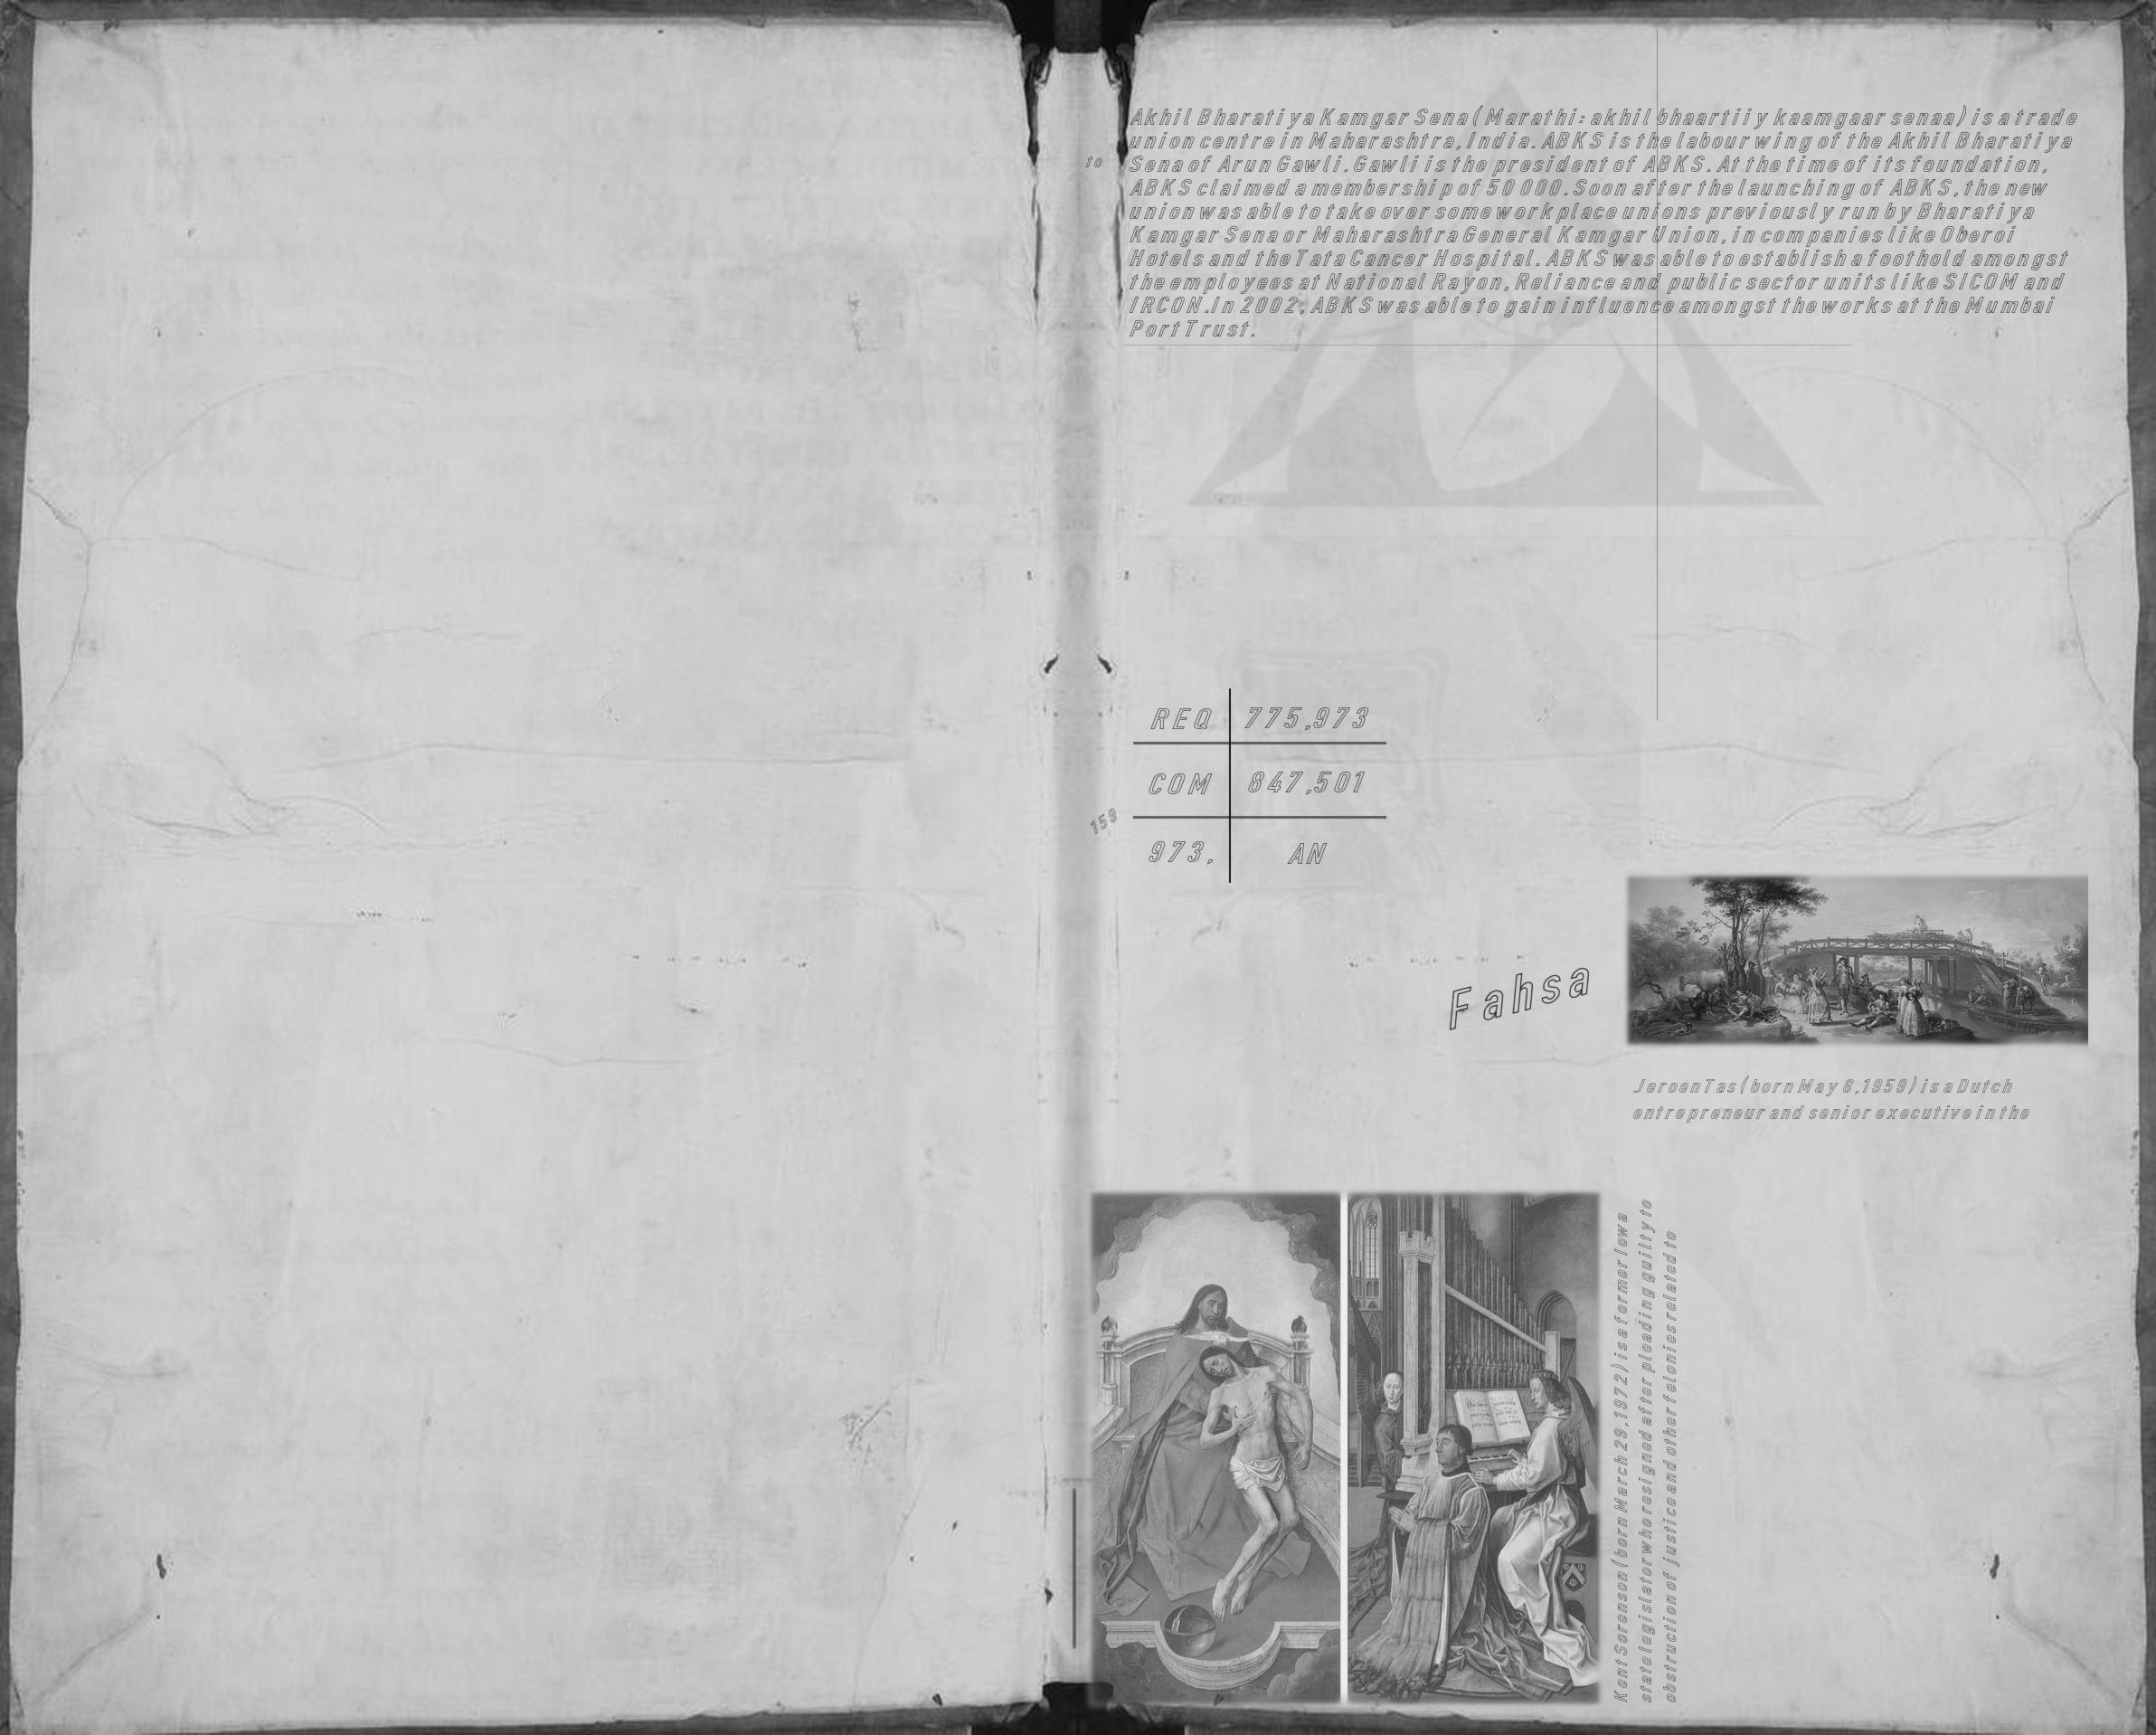 Akhil Bharatiya Kamgar Sena (Marathi: akhil bhaartiiy kaamgaar senaa) is a trade
union centre in Maharashtra, India. ABKS is the labour wing of the Akhil Bharatiya
Sena of Arun Gawli. Gawli is the president of ABKS. At the time of its foundation,
ABKS claimed a membership of 50 000. Soon after the launching of ABKS, the new
union was able to take over some workplace unions previously run by Bharatiya
Kamgar Sena or Maharashtra General Kamgar Union, in companies like Oberoi
Hotels and the Tata Cancer Hospital. ABKS was able to establish a foothold amongst
the employees at National Rayon, Reliance and public sector units like SICOM and
IRCON. In 2002, ABKS was able to gain influence amongst the works at the Mumbai
Port Trust.
to
REQ 775,973
COM 847,501
973, AN
159
Fahsa
Jeroen Tas (born May 6, 1959) is a Dutch
entrepreneur and senior executive in the
Kent Sorenson (born March 29, 1972) is a former Iowa
state legislator who resigned after pleading guilty to
obstruction of justice and other felonies related to